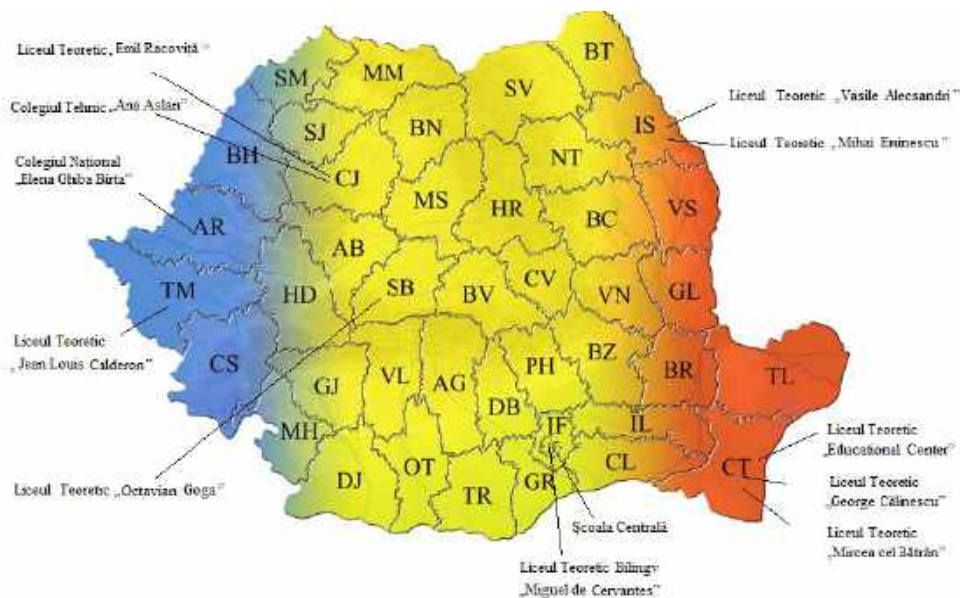 Liceul Teoretic „Emil Racoviță”
Colegiul Tehnic „Ana Aslan”
Colegiul Național
„Elena Ghiba Birta”
Liceul Teoretic
„Jean Louis Calderon”
Liceul Teoretic „Octavian Goga”
Liceul Teoretic „Vasile Alecsandri”
Liceul Teoretic „Mihai Eminescu”
Liceul Teoretic
„Educational Center”
Liceul Teoretic
„George Călinescu”
Liceul Teoretic
„Mircea cel Bătrân”
Școala Centrală
Liceul Teoretic Bilingv
„Miguel de Cervantes”
BT
SM
MM
SV
SJ
BN
IS
BH
NT
CJ
MS
HR
BC
VS
AR
AB
TM
HD
SB
BV
CV
VN
GL
CS
GJ
VL
AG
PH
BZ
BR
TL
DB
MH
IF
IL
DJ
OT
TR
GR
CL
CT